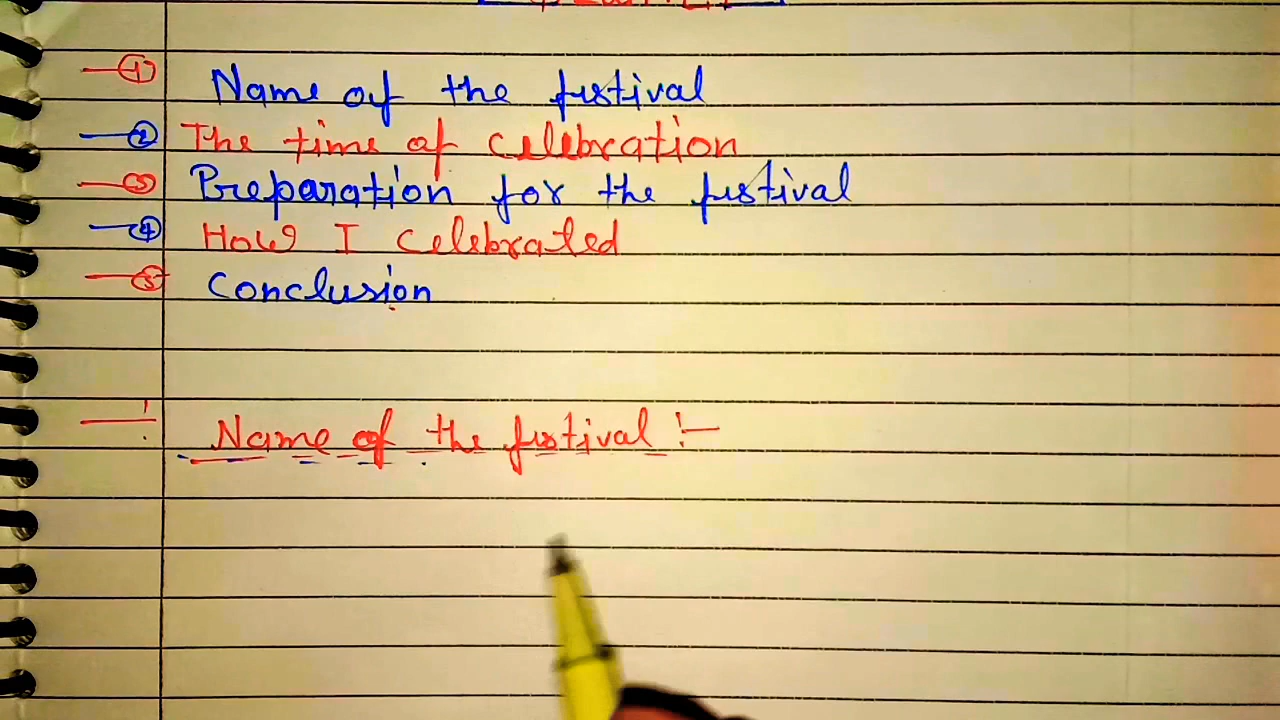 ① Name of the festival
② The time of celebration
③ Preparation for the festival
④ How I celebrated
⑤ Conclusion
Name of the festival :-